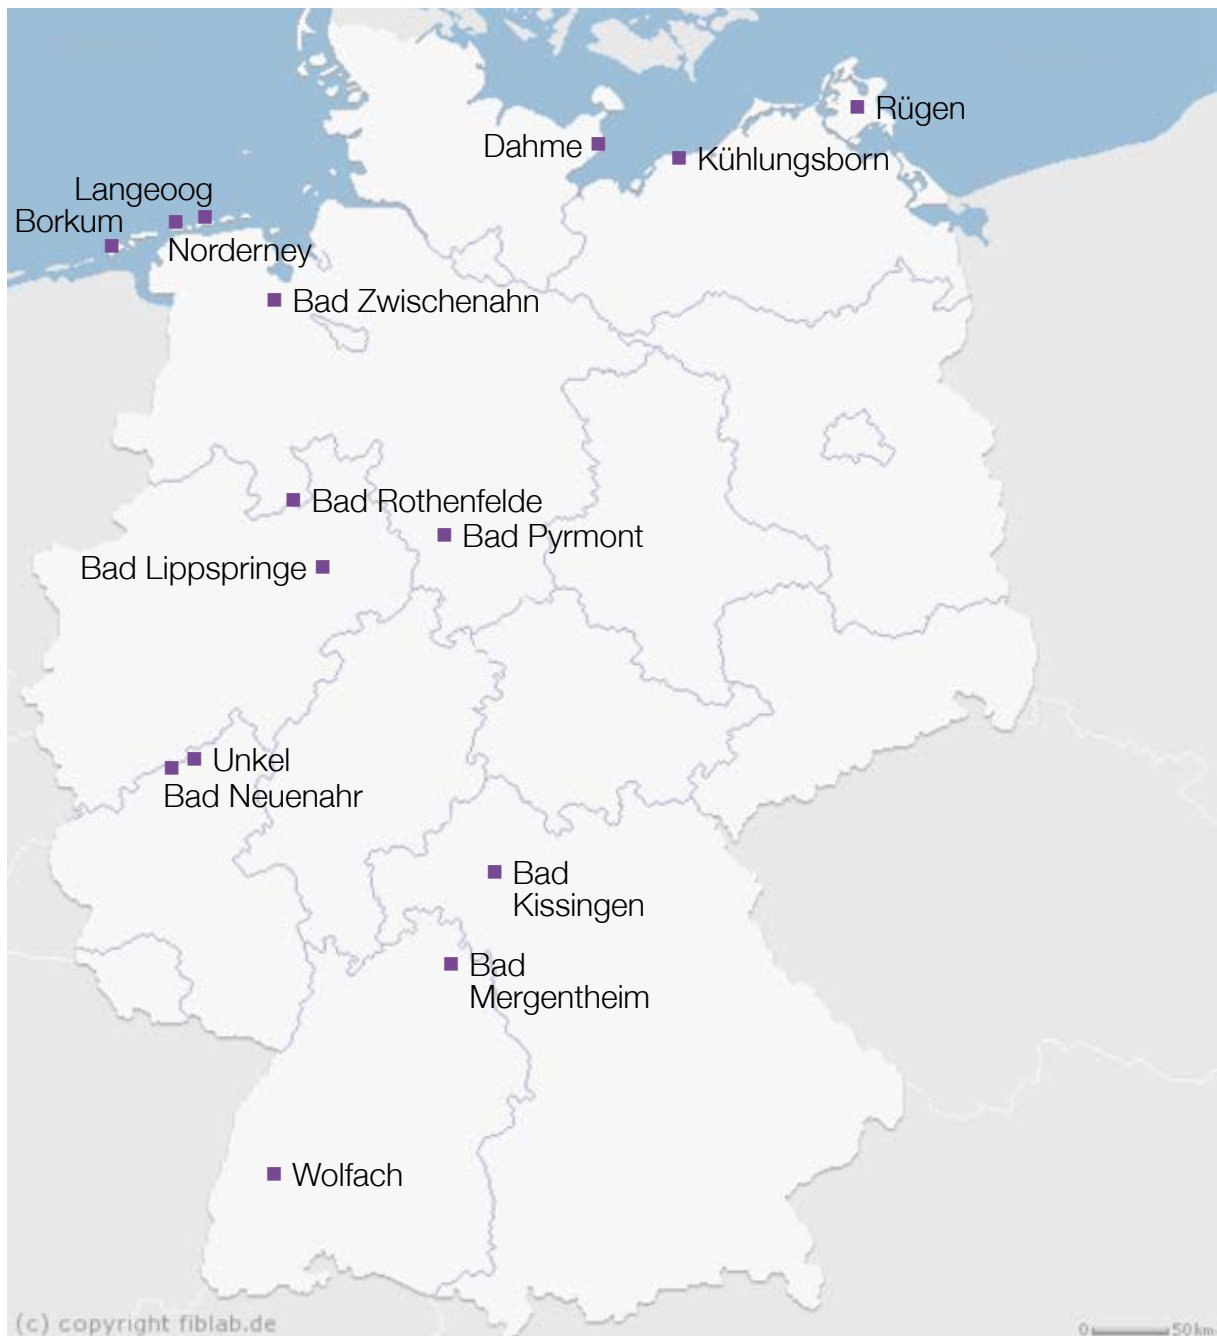 Rügen
Dahme
Kühlungsborn
Langeoog
Borkum
Norderney
Bad Zwischenahn
Bad Rothenfelde
Bad Pyrmont
Bad Lippspringe
Unkel
Bad Neuenahr
Bad
Kissingen
Bad
Mergentheim
Wolfach
(c) copyright fiblab.de
0 50 km